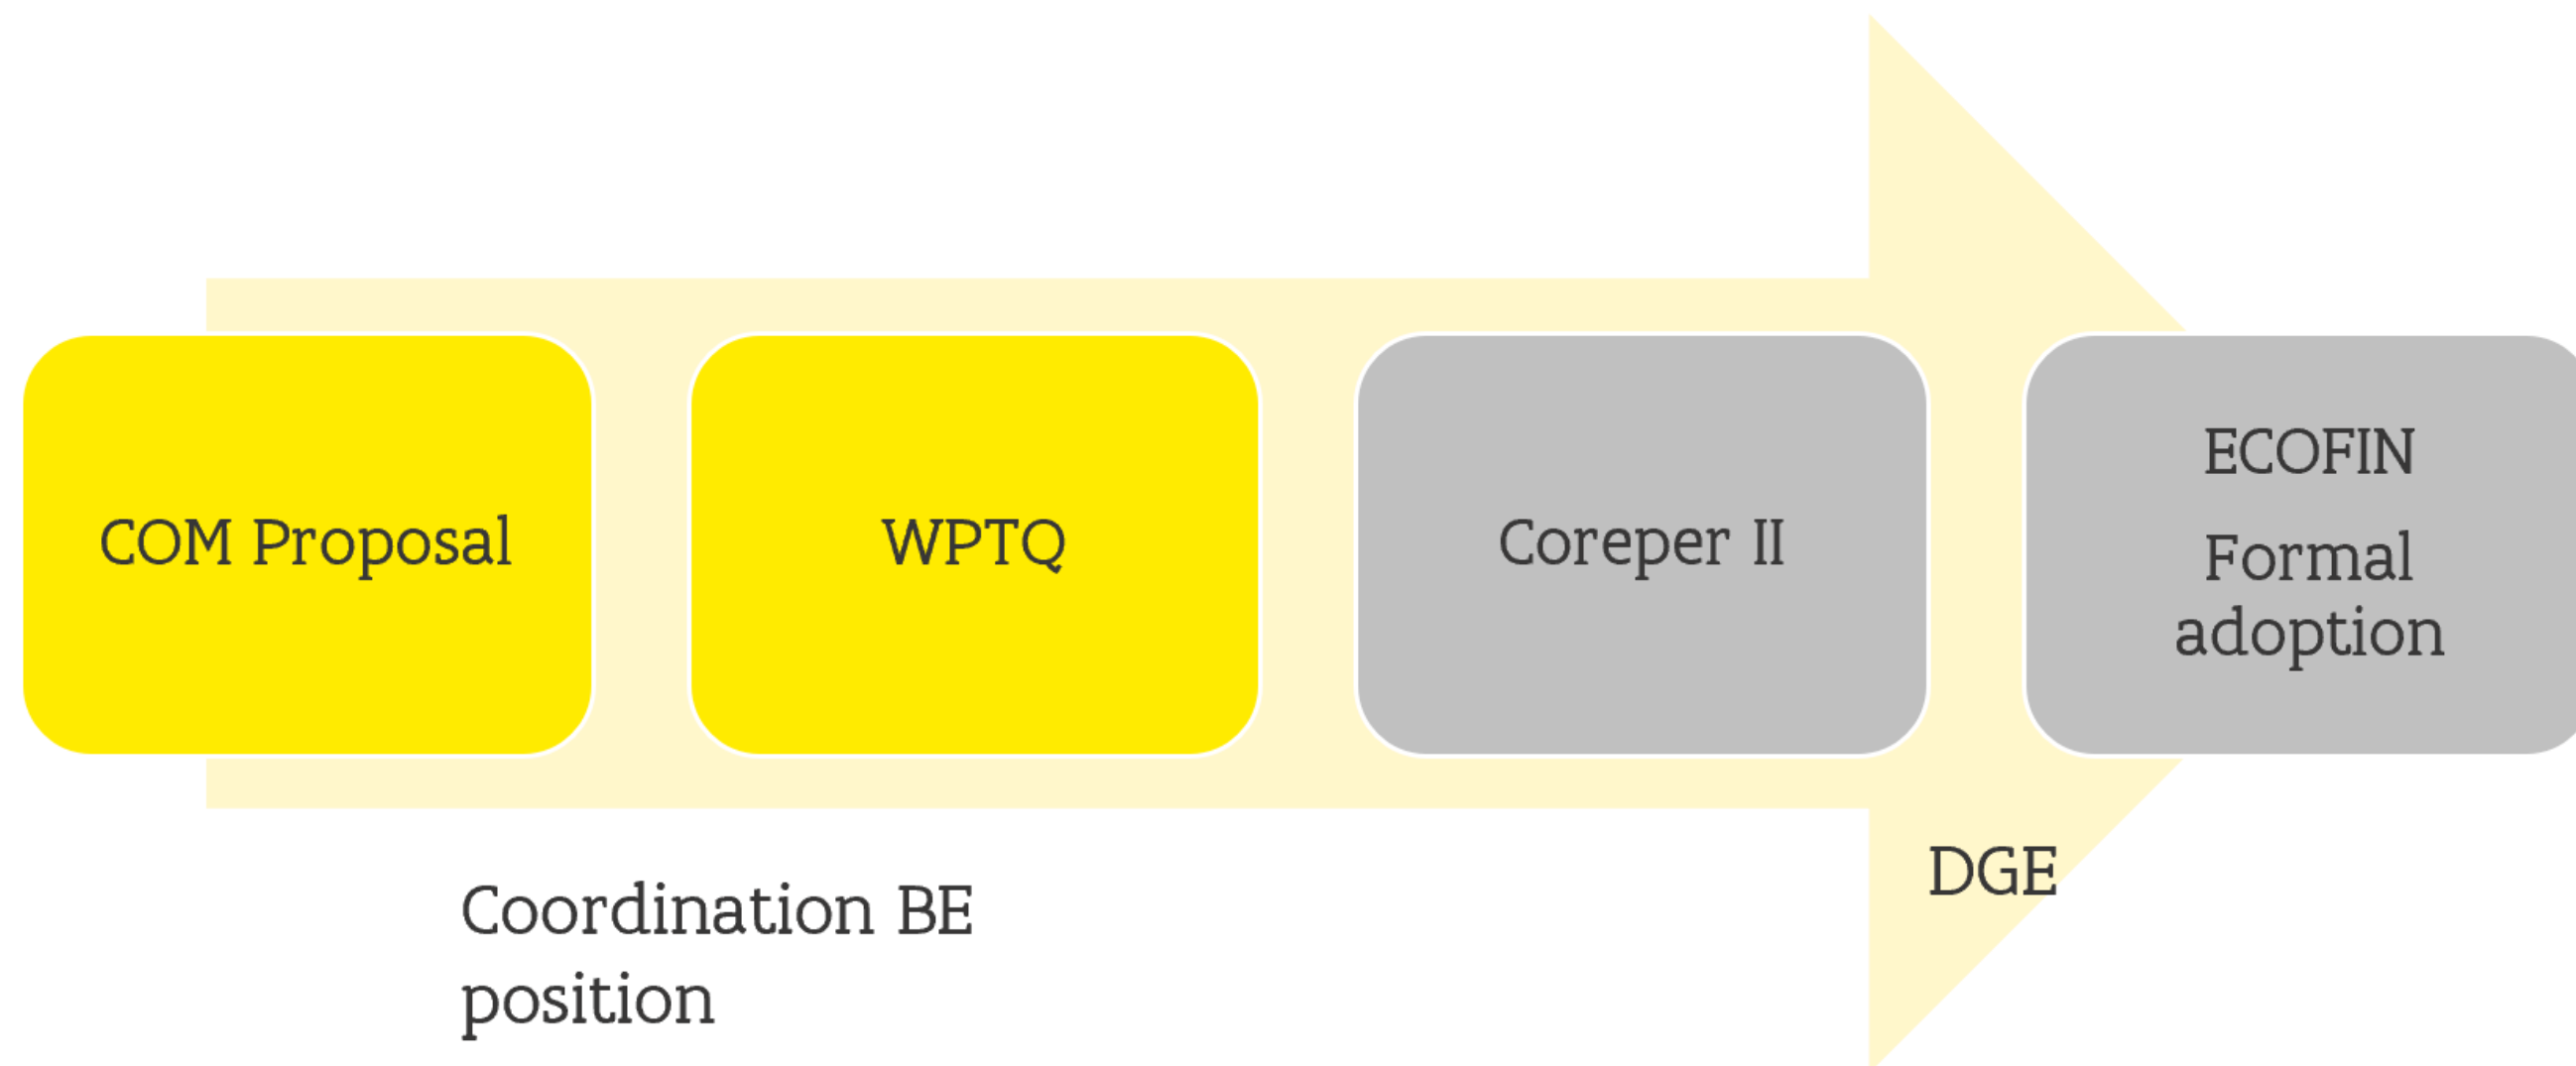 COM Proposal
WPTQ
Coreper II
ECOFIN
Formal
adoption
DGE
Coordination BE
position